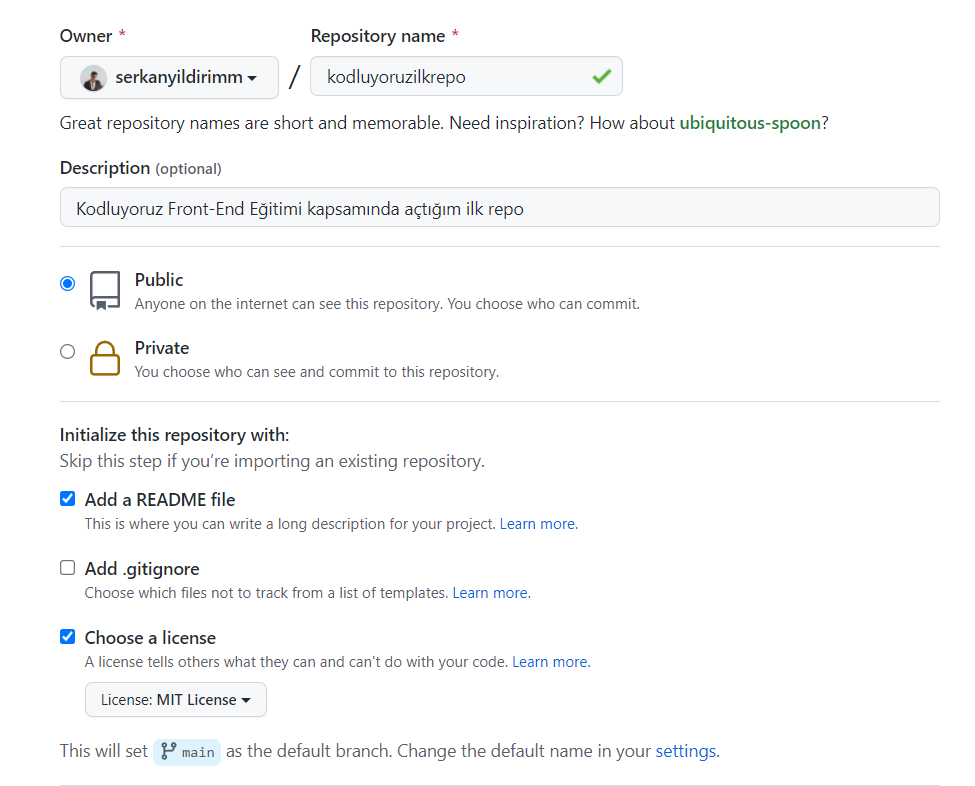 Owner *
Repository name *
serkanyildirimm / kodluyoruzilkrepo
Great repository names are short and memorable. Need inspiration? How about ubiquitous-spoon?
Description (optional)
Kodluyoruz Front-End Eğitimi kapsamında açtığım ilk repo
Public
Anyone on the internet can see this repository. You choose who can commit.
Private
You choose who can see and commit to this repository.
Initialize this repository with:
Skip this step if you're importing an existing repository.
Add a README file
This is where you can write a long description for your project. Learn more.
Add .gitignore
Choose which files not to track from a list of templates. Learn more.
Choose a license
A license tells others what they can and can't do with your code. Learn more.
License: MIT License
This will set main as the default branch. Change the default name in your settings.